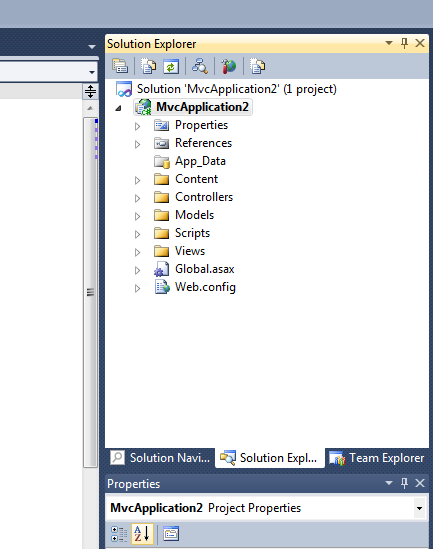 Solution Explorer
Solution 'MvcApplication2' (1 project)
MvcApplication2
Properties
References
App_Data
Content
Controllers
Models
Scripts
Views
Global.asax
Web.config
Solution Navi... Solution Expl... Team Explorer
Properties
MvcApplication2 Project Properties